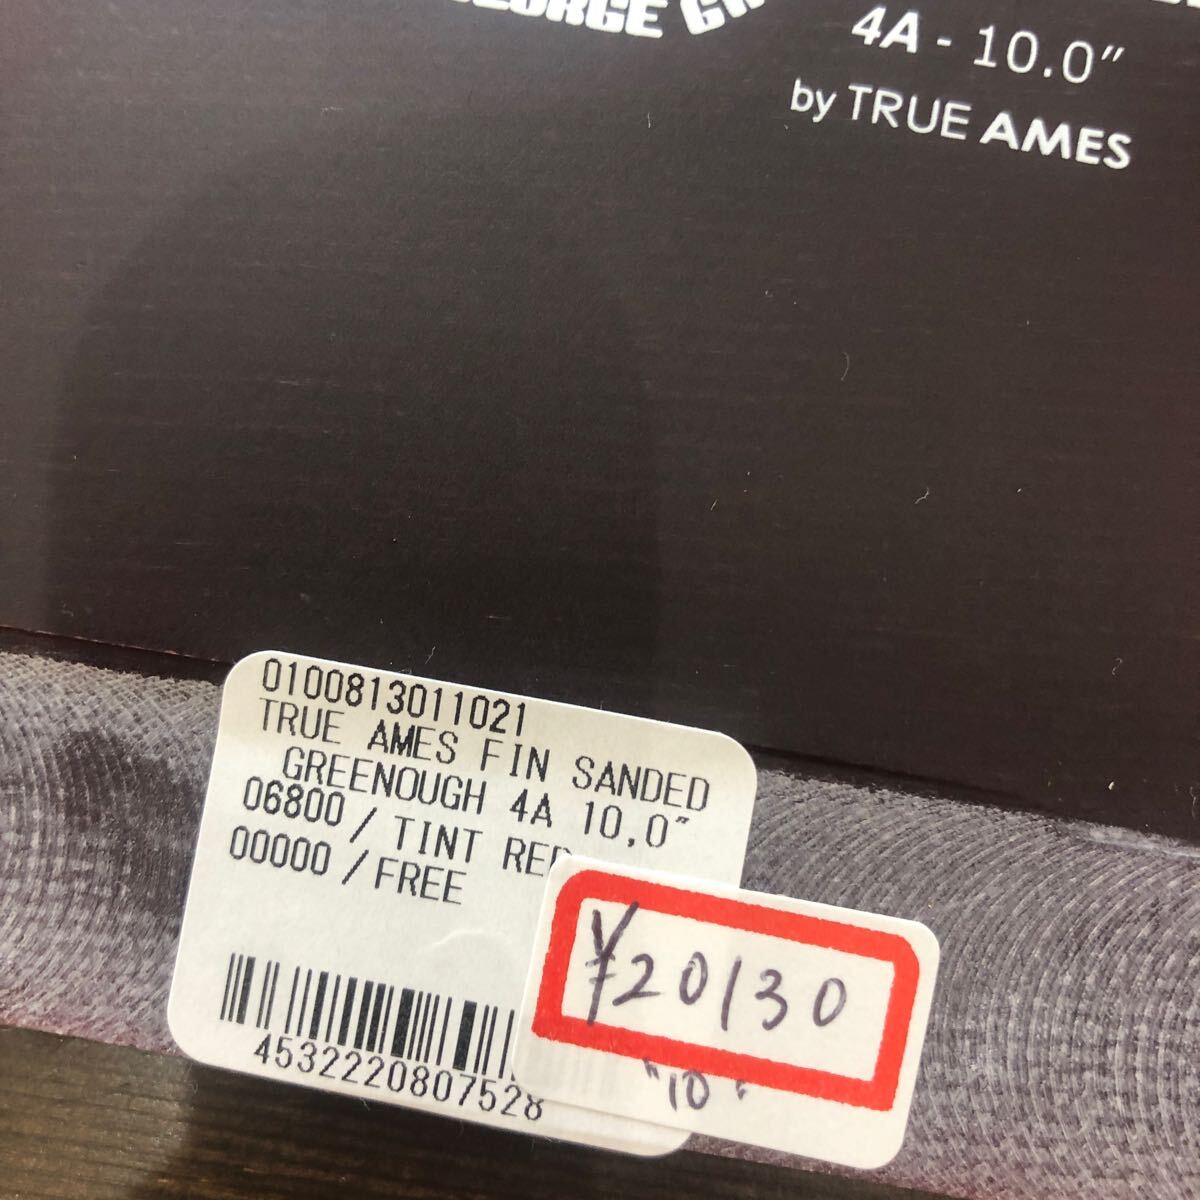 4A - 10.0"
by TRUE AMES
0100813011021
TRUE AMES FIN SANDED
GREENOUGH 4A 10,0"
06800/TINT RED
00000/FREE
4532220807528
¥20130
"10"